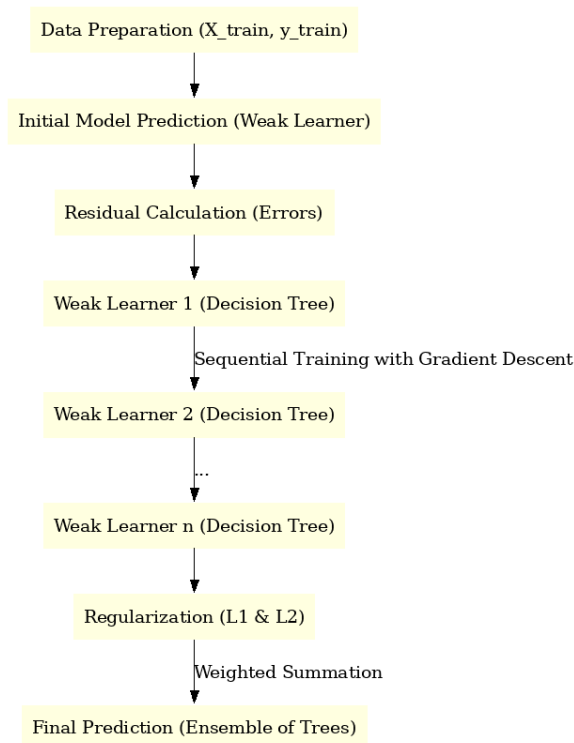 Data Preparation (X_train, y_train)
Initial Model Prediction (Weak Learner)
Residual Calculation (Errors)
Weak Learner 1 (Decision Tree)
Sequential Training with Gradient Descent
Weak Learner 2 (Decision Tree)
...
Weak Learner n (Decision Tree)
Regularization (L1 & L2)
Weighted Summation
Final Prediction (Ensemble of Trees)